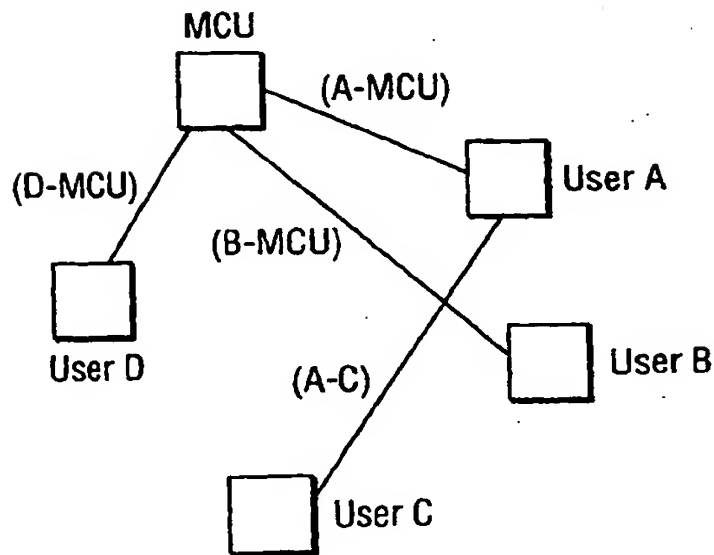 MCU
(A-MCU)
User A
(D-MCU)
(B-MCU)
User D
User B
(A-C)
User C